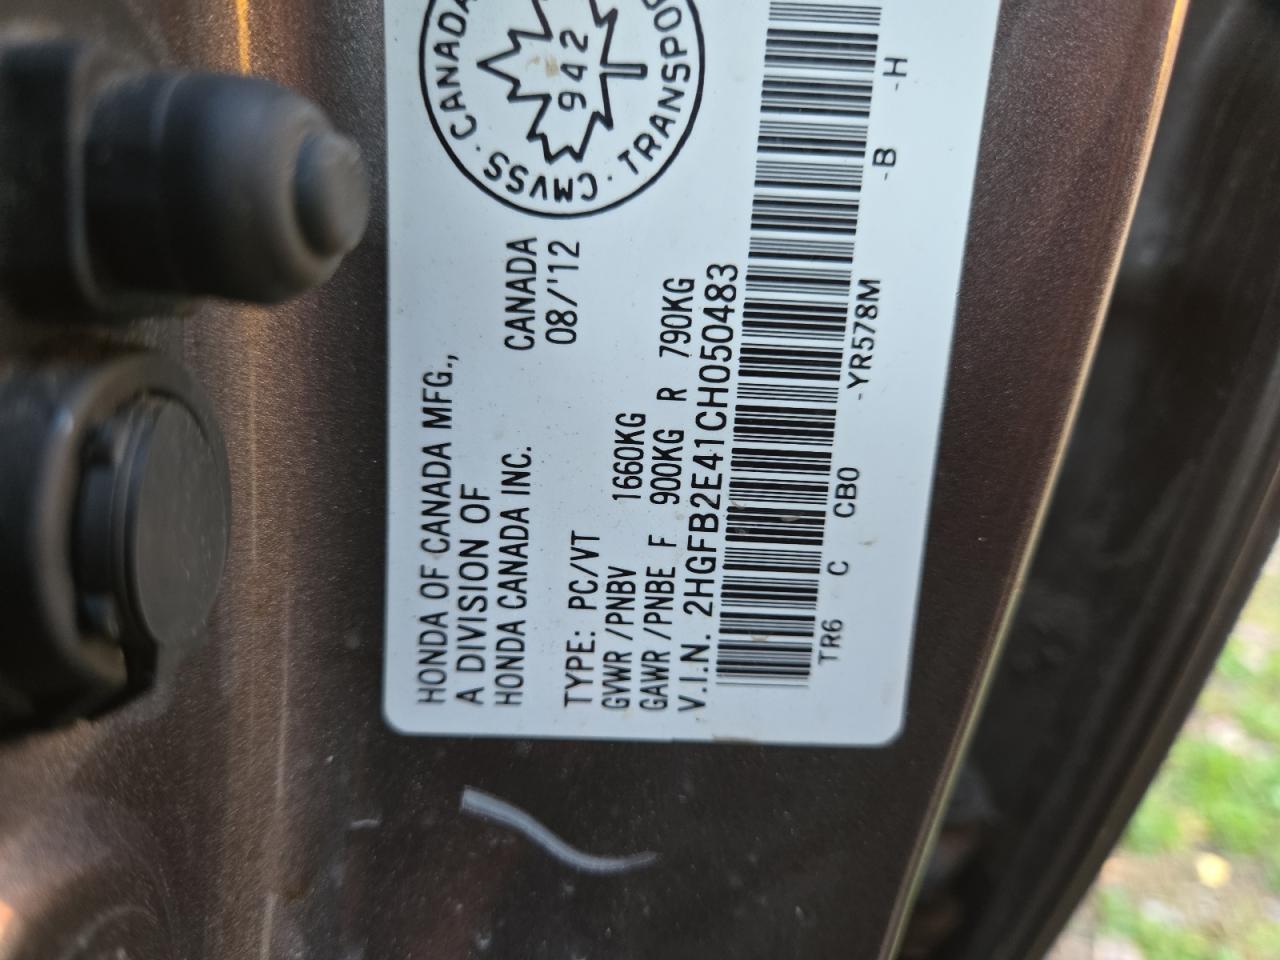 HONDA OF CANADA MFG.,
A DIVISION OF
HONDA CANADA INC.
CANADA
08/'12
TYPE: PC/VT
GVWR/PNBV 1660KG
GAWR/PNBE F 900KG R 790KG
V.I.N. 2HGFB2E41CH050483
TR6 C CB0 -YR578M -B -H
CMVSS · CANADA
· TRANSPO
942